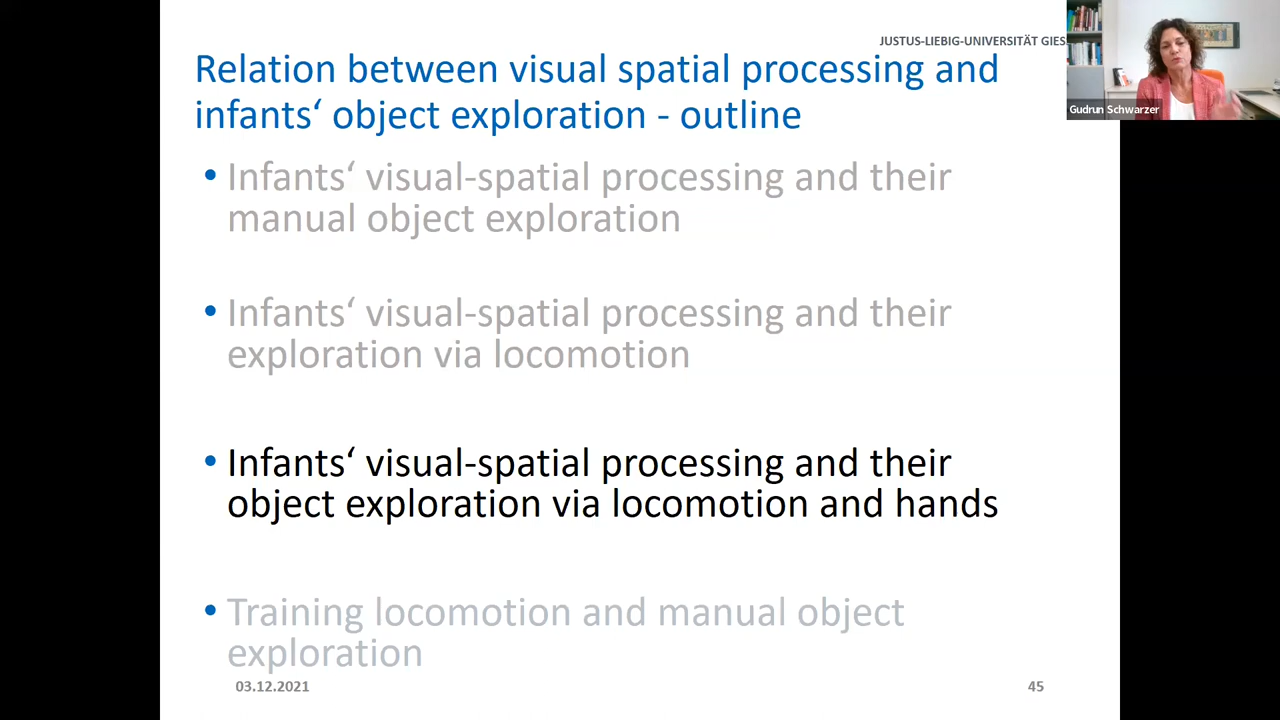 JUSTUS-LIEBIG-UNIVERSITÄT GIES
Relation between visual spatial processing and
infants‘ object exploration - outline
Gudrun Schwarzer
• Infants‘ visual-spatial processing and their
manual object exploration
• Infants‘ visual-spatial processing and their
exploration via locomotion
• Infants‘ visual-spatial processing and their
object exploration via locomotion and hands
• Training locomotion and manual object
exploration
03.12.2021
45